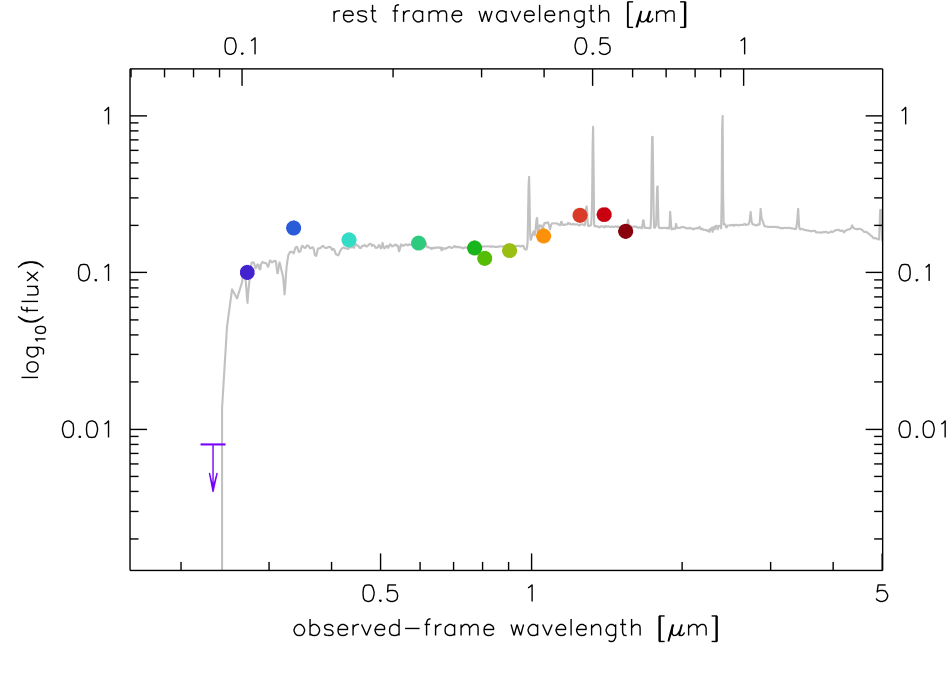 rest frame wavelength [μm]
0.1 0.5 1
1 1
0.1 0.1
log10(flux)
0.01 0.01
0.5 1 5
observed-frame wavelength [μm]